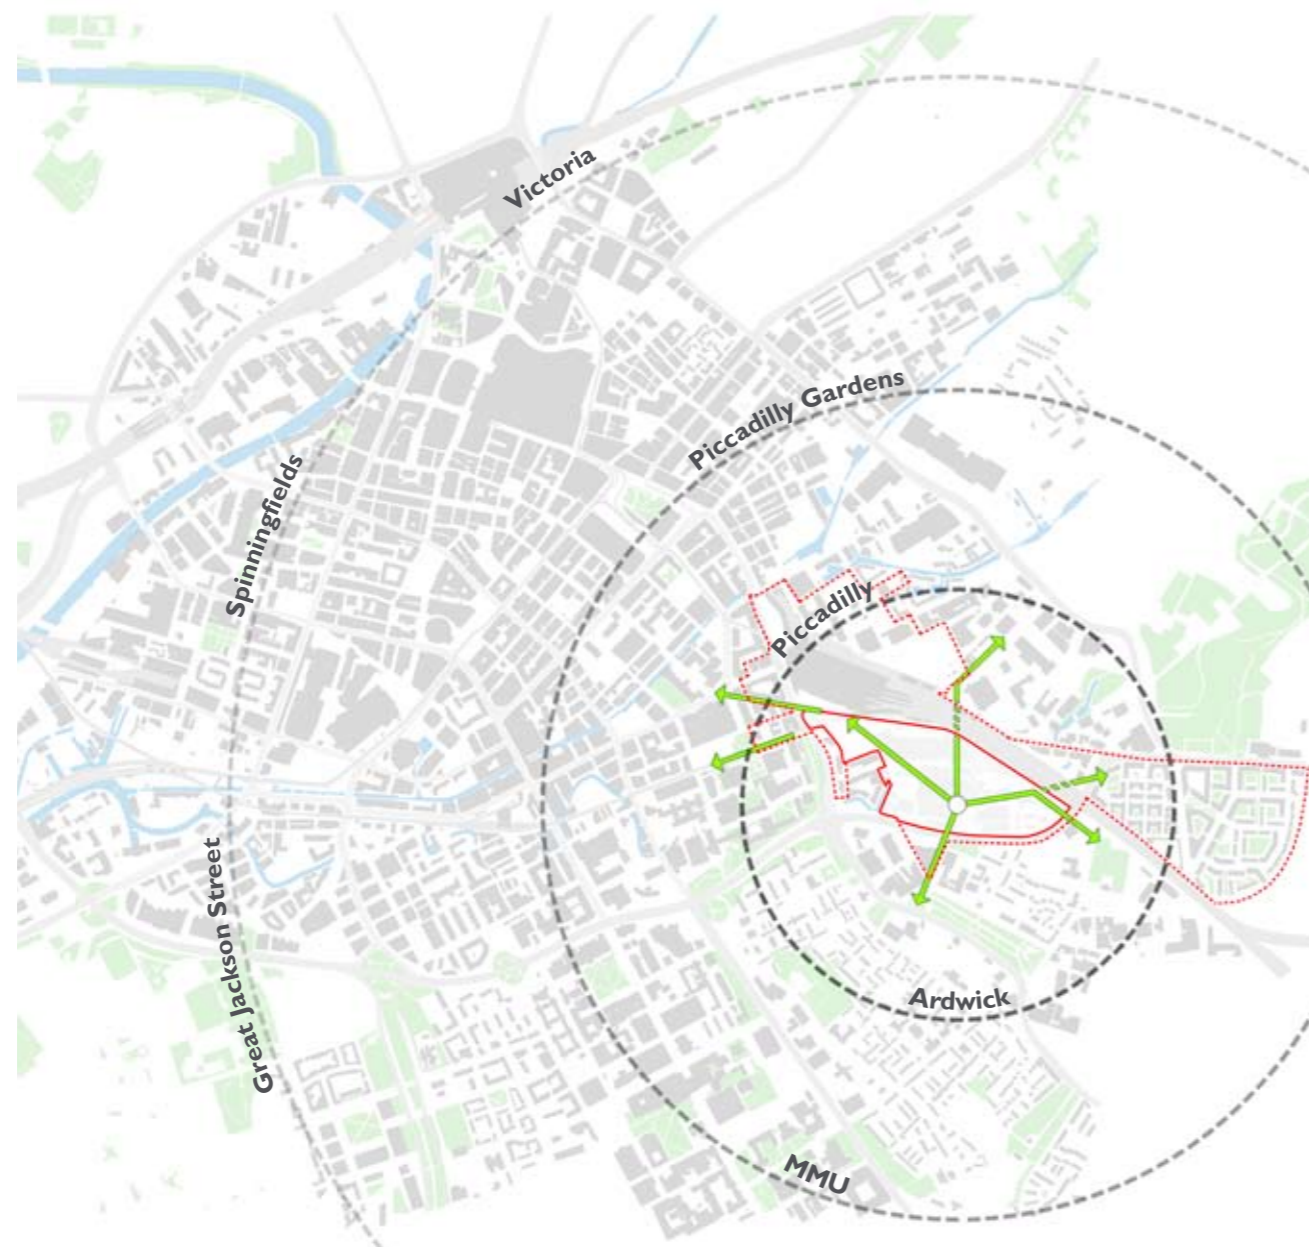 Victoria
Piccadilly Gardens
Spinningfields
Piccadilly
Great Jackson Street
Ardwick
MMU